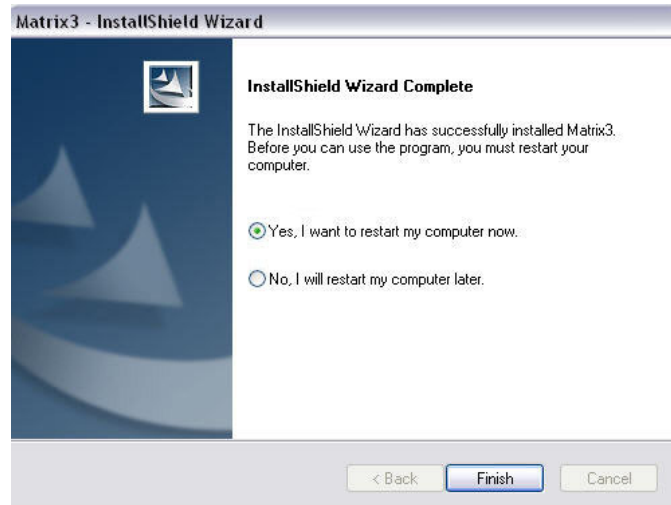 Matrix3 - InstallShield Wizard
InstallShield Wizard Complete
The InstallShield Wizard has successfully installed Matrix3.
Before you can use the program, you must restart your
computer.
Yes, I want to restart my computer now.
No, I will restart my computer later.
< Back
Finish
Cancel